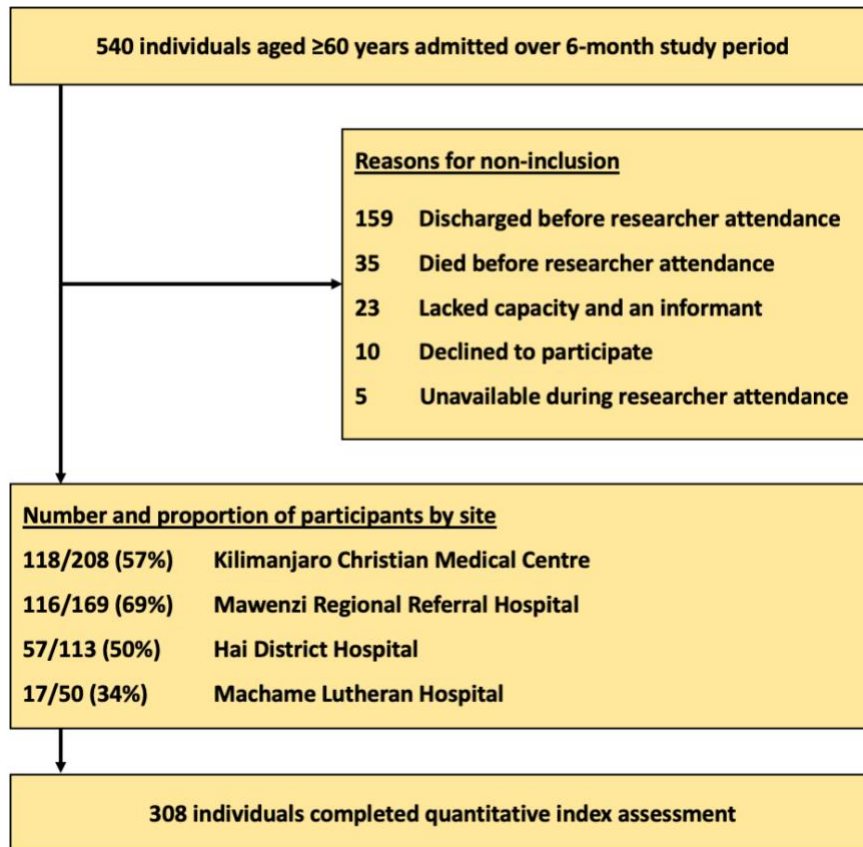 540 individuals aged ≥60 years admitted over 6-month study period
Reasons for non-inclusion
159 Discharged before researcher attendance
35 Died before researcher attendance
23 Lacked capacity and an informant
10 Declined to participate
5 Unavailable during researcher attendance
Number and proportion of participants by site
118/208 (57%) Kilimanjaro Christian Medical Centre
116/169 (69%) Mawenzi Regional Referral Hospital
57/113 (50%) Hai District Hospital
17/50 (34%) Machame Lutheran Hospital
308 individuals completed quantitative index assessment